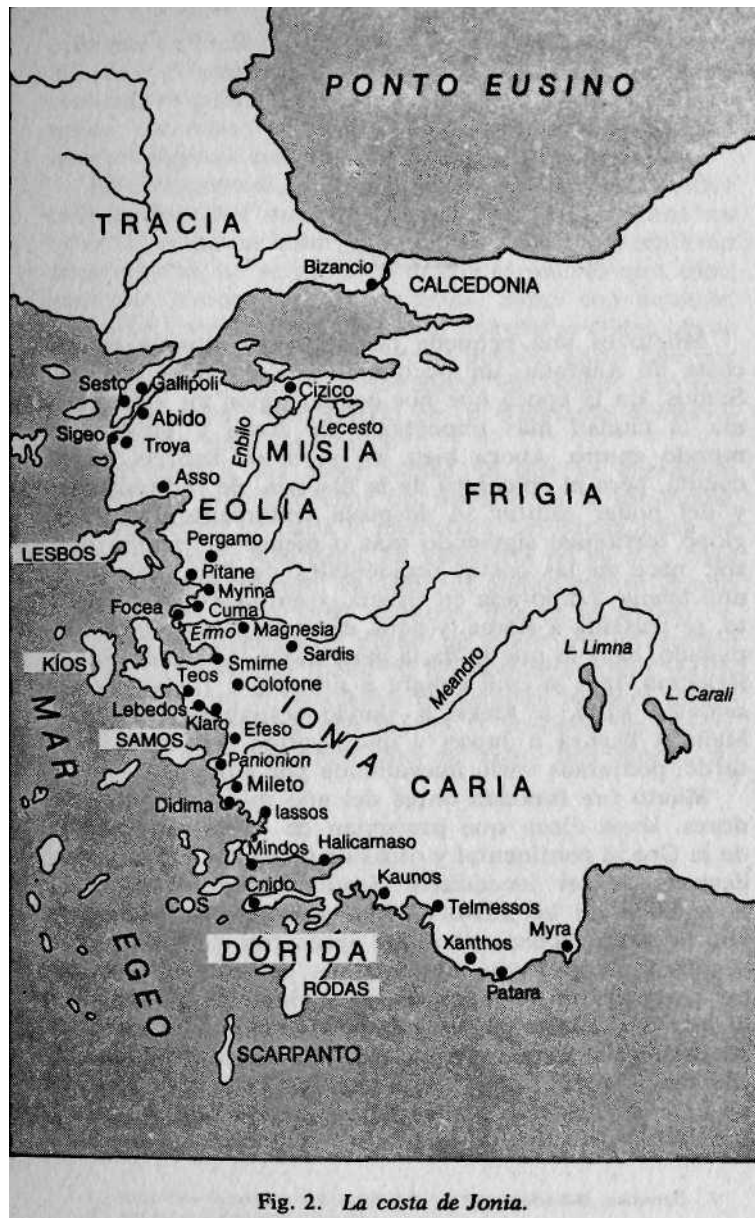 PONTO EUSINO
TRACIA
Bizancio
CALCEDONIA
Sesto
Gallipoli
Cizico
Abido
Lecesto
Enbilo
Sigeo
Troya
MISIA
Asso
EOLIA
FRIGIA
LESBOS
Pergamo
Pitane
Myrina
Focea
Cuma
Ermo
Magnesia
Sardis
KÍOS
Smirne
Meandro
L. Limna
Teos
Colofone
L. Carali
Lebedos
Klaro
IONIA
MAR EGEO
SAMOS
Efeso
Panionion
CARIA
Mileto
Didima
Iassos
Mindos
Halicarnaso
Cnido
COS
Kaunos
Telmessos
DÓRIDA
Xanthos
Myra
RODAS
Patara
SCARPANTO
Fig. 2. La costa de Jonia.